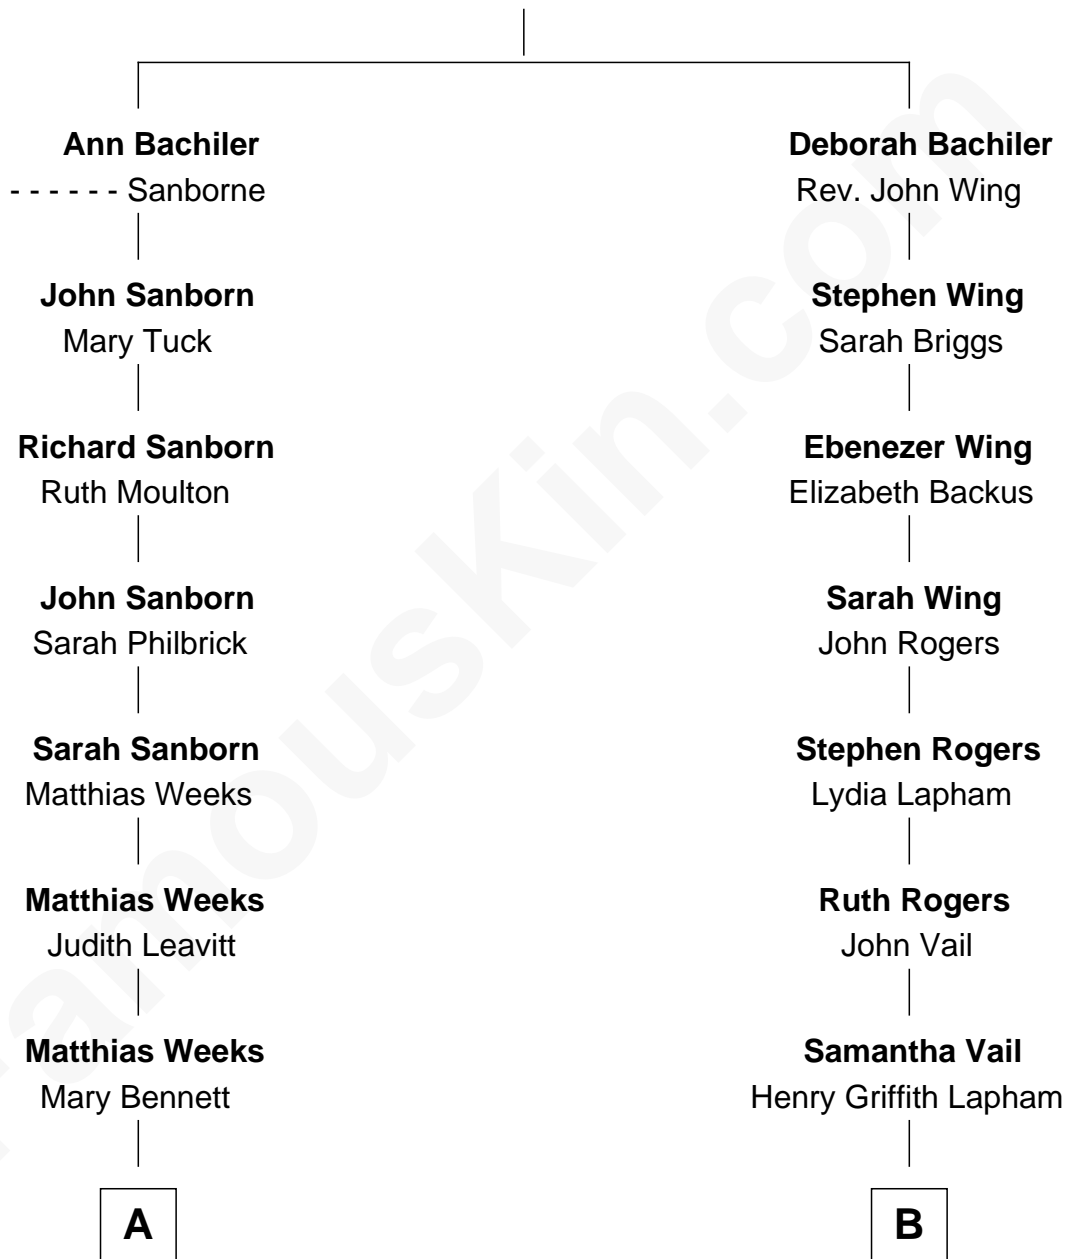 Ann Bachiler
- - - - - - Sanborne
John Sanborn
Mary Tuck
Richard Sanborn
Ruth Moulton
John Sanborn
Sarah Philbrick
Sarah Sanborn
Matthias Weeks
Matthias Weeks
Judith Leavitt
Matthias Weeks
Mary Bennett
A
Deborah Bachiler
Rev. John Wing
Stephen Wing
Sarah Briggs
Ebenezer Wing
Elizabeth Backus
Sarah Wing
John Rogers
Stephen Rogers
Lydia Lapham
Ruth Rogers
John Vail
Samantha Vail
Henry Griffith Lapham
B
FamousKin.com